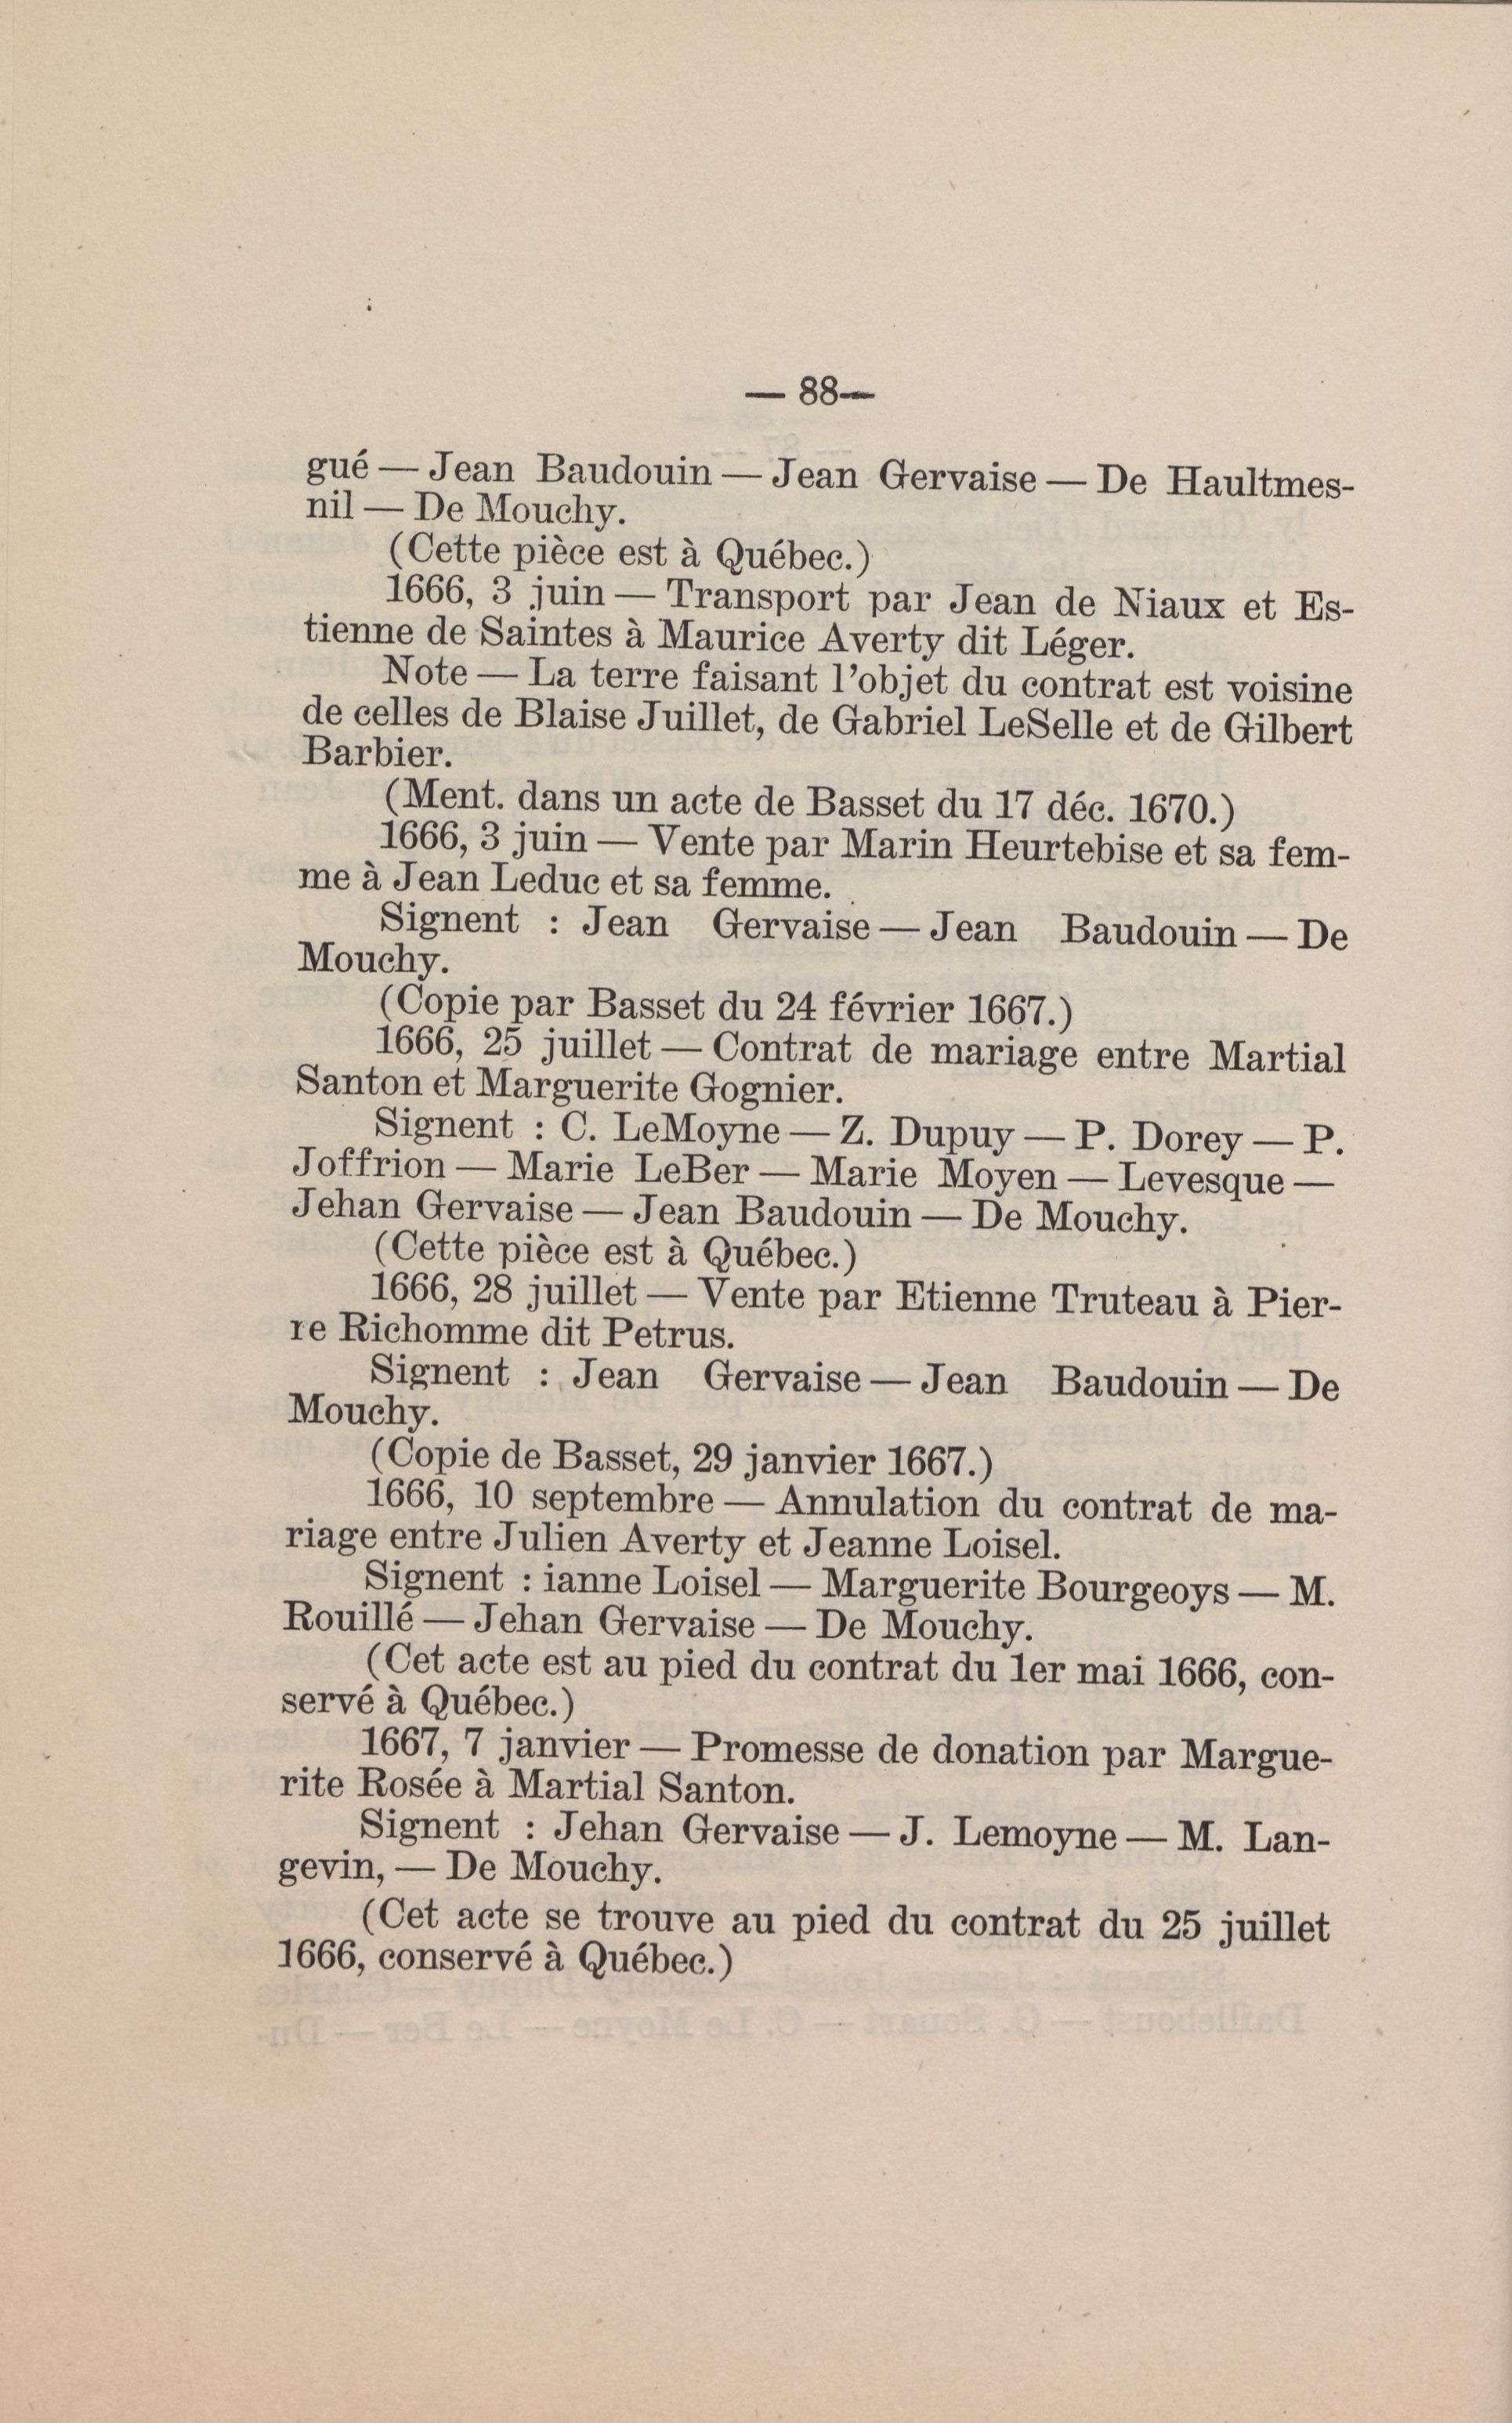 — 88—
gué — Jean Baudouin — Jean Gervaise — De Haultmes-
nil — De Mouchy.
(Cette pièce est à Québec.)
1666, 3 juin — Transport par Jean de Niaux et Es-
tienne de Saintes à Maurice Averty dit Léger.
Note — La terre faisant l'objet du contrat est voisine
de celles de Blaise Juillet, de Gabriel LeSelle et de Gilbert
Barbier.
(Ment. dans un acte de Basset du 17 déc. 1670.)
1666, 3 juin — Vente par Marin Heurtebise et sa fem-
me à Jean Leduc et sa femme.
Signent : Jean Gervaise — Jean Baudouin — De
Mouchy.
(Copie par Basset du 24 février 1667.)
1666, 25 juillet — Contrat de mariage entre Martial
Santon et Marguerite Gognier.
Signent : C. LeMoyne — Z. Dupuy — P. Dorey — P.
Joffrion — Marie LeBer — Marie Moyen — Levesque —
Jehan Gervaise — Jean Baudouin — De Mouchy.
(Cette pièce est à Québec.)
1666, 28 juillet — Vente par Etienne Truteau à Pier-
re Richomme dit Petrus.
Signent : Jean Gervaise — Jean Baudouin — De
Mouchy.
(Copie de Basset, 29 janvier 1667.)
1666, 10 septembre — Annulation du contrat de ma-
riage entre Julien Averty et Jeanne Loisel.
Signent : ianne Loisel — Marguerite Bourgeoys — M.
Rouillé — Jehan Gervaise — De Mouchy.
(Cet acte est au pied du contrat du 1er mai 1666, con-
servé à Québec.)
1667, 7 janvier — Promesse de donation par Margue-
rite Rosée à Martial Santon.
Signent : Jehan Gervaise — J. Lemoyne — M. Lan-
gevin, — De Mouchy.
(Cet acte se trouve au pied du contrat du 25 juillet
1666, conservé à Québec.)